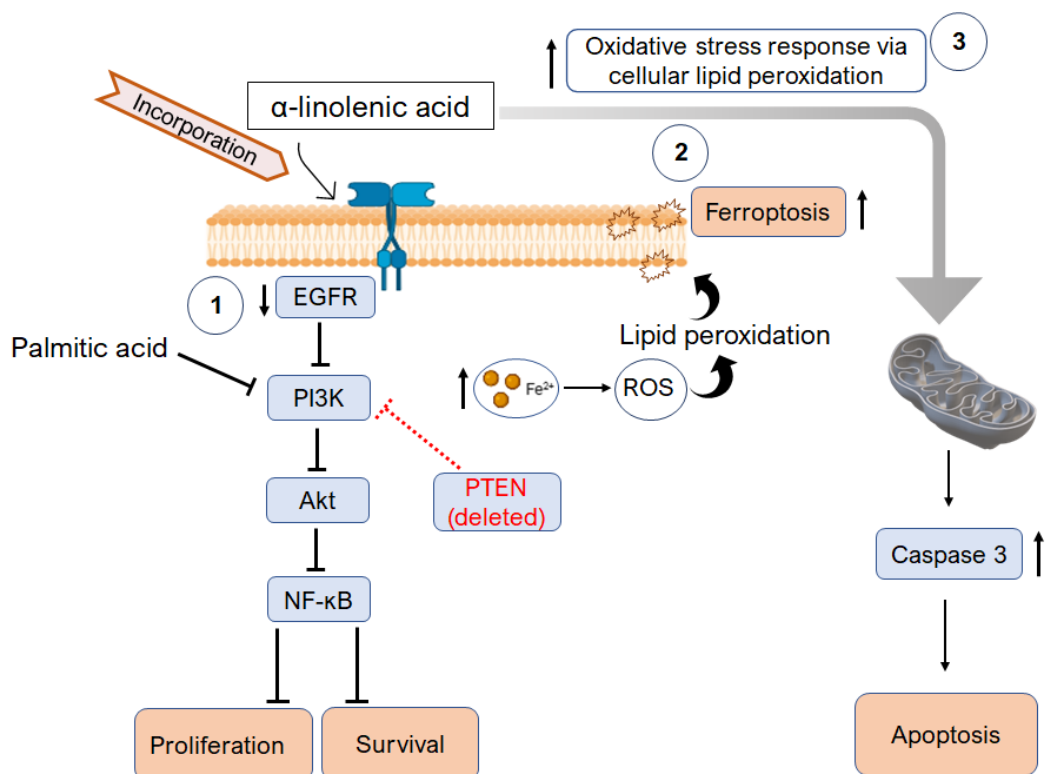 Oxidative stress response via
cellular lipid peroxidation
3
Incorporation
α-linolenic acid
2
Ferroptosis
1
EGFR
Palmitic acid
Lipid peroxidation
PI3K
Fe²⁺
ROS
Akt
PTEN
(deleted)
Caspase 3
NF-κB
Proliferation
Survival
Apoptosis